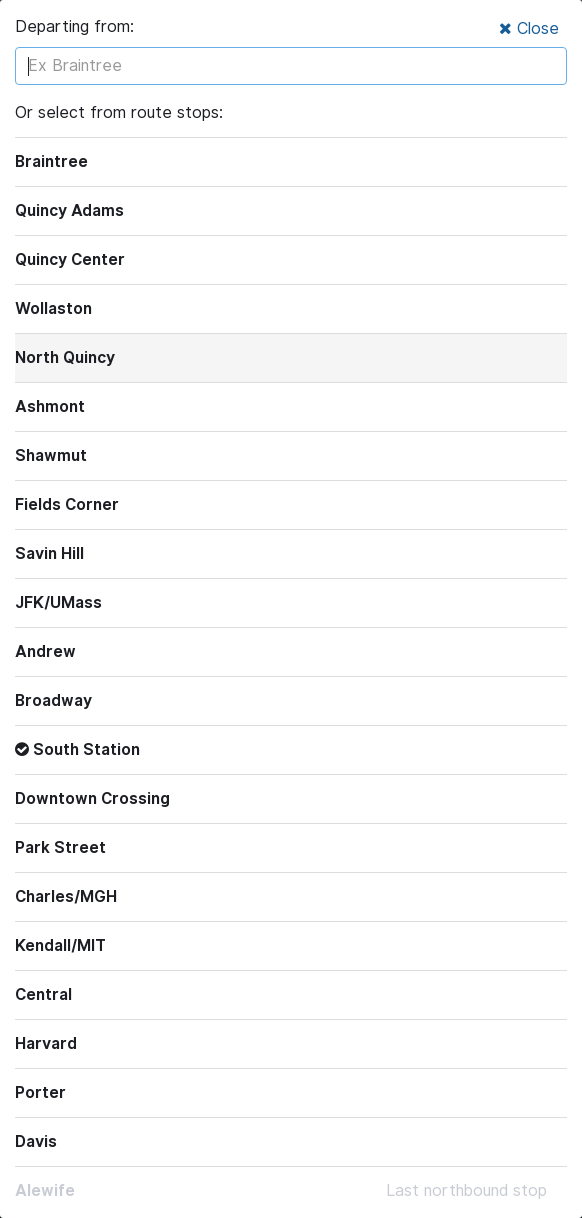 Departing from:
Close
Ex Braintree
Or select from route stops:
Braintree
Quincy Adams
Quincy Center
Wollaston
North Quincy
Ashmont
Shawmut
Fields Corner
Savin Hill
JFK/UMass
Andrew
Broadway
South Station
Downtown Crossing
Park Street
Charles/MGH
Kendall/MIT
Central
Harvard
Porter
Davis
Alewife Last northbound stop